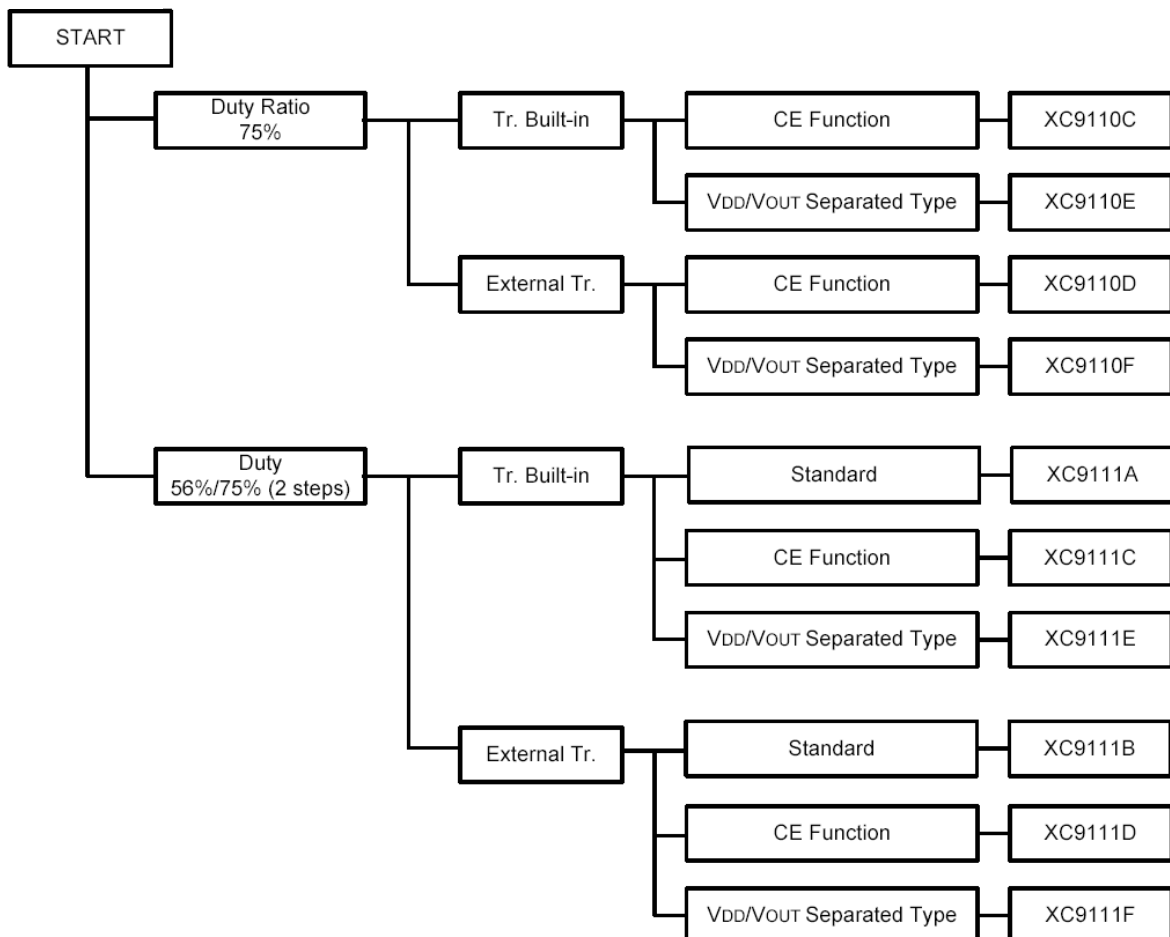 START
Duty Ratio
75%
Tr. Built-in
CE Function
XC9110C
VDD/VOUT Separated Type
XC9110E
External Tr.
CE Function
XC9110D
VDD/VOUT Separated Type
XC9110F
Duty
56%/75% (2 steps)
Tr. Built-in
Standard
XC9111A
CE Function
XC9111C
VDD/VOUT Separated Type
XC9111E
External Tr.
Standard
XC9111B
CE Function
XC9111D
VDD/VOUT Separated Type
XC9111F